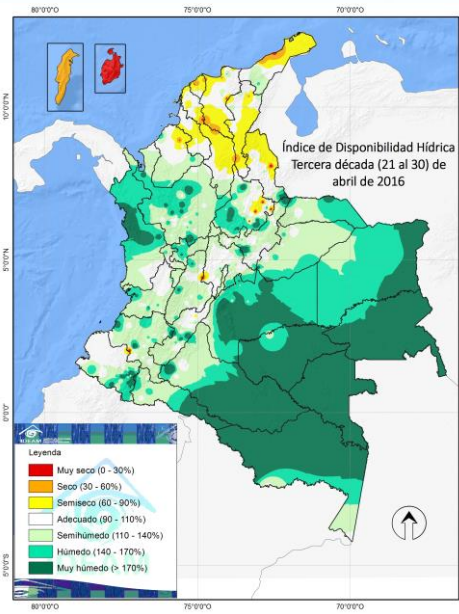 80°0'0"O
75°0'0"O
70°0'0"O
10°0'0"N
5°0'0"N
0°0'0"
5°0'0"S
Índice de Disponibilidad Hídrica
Tercera década (21 al 30) de
abril de 2016
IDEAM
Leyenda
Muy seco (0 - 30%)
Seco (30 - 60%)
Semiseco (60 - 90%)
Adecuado (90 - 110%)
Semihúmedo (110 - 140%)
Húmedo (140 - 170%)
Muy húmedo (> 170%)
80°0'0"O
75°0'0"O
70°0'0"O